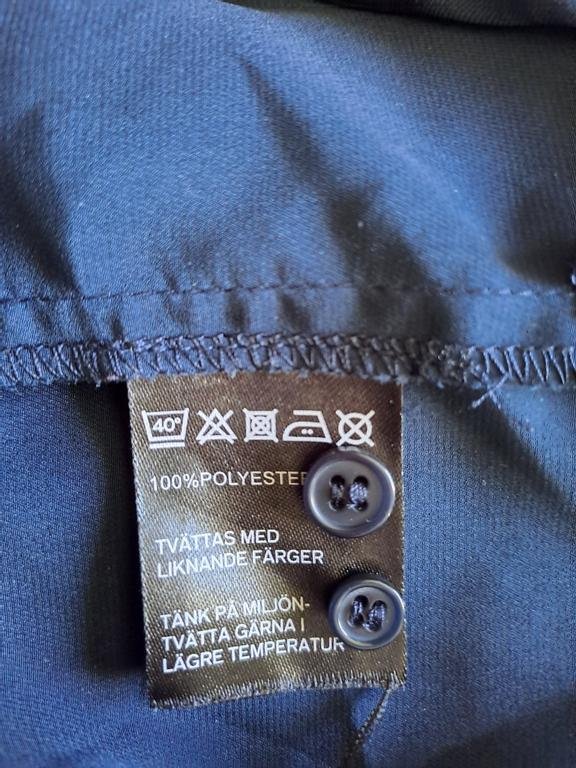 40°
100%POLYESTER
TVÄTTAS MED
LIKNANDE FÄRGER
TÄNK PÅ MILJÖN-
TVÄTTA GÄRNA I
LÄGRE TEMPERATUR